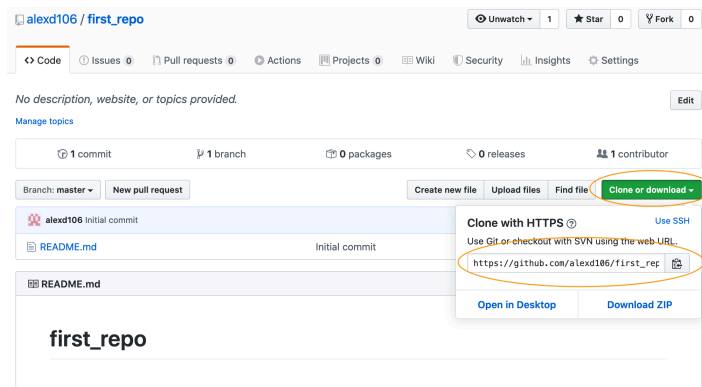 alexd106 / first_repo
Unwatch 1 Star 0 Fork 0
Code Issues 0 Pull requests 0 Actions Projects 0 Wiki Security Insights Settings
No description, website, or topics provided.
Edit
Manage topics
1 commit 1 branch 0 packages 0 releases 1 contributor
Branch: master New pull request Create new file Upload files Find file Clone or download
alexd106 Initial commit
README.md Initial commit
Clone with HTTPS ? Use SSH
Use Git or checkout with SVN using the web URL.
https://github.com/alexd106/first_rep
Open in Desktop Download ZIP
README.md
first_repo